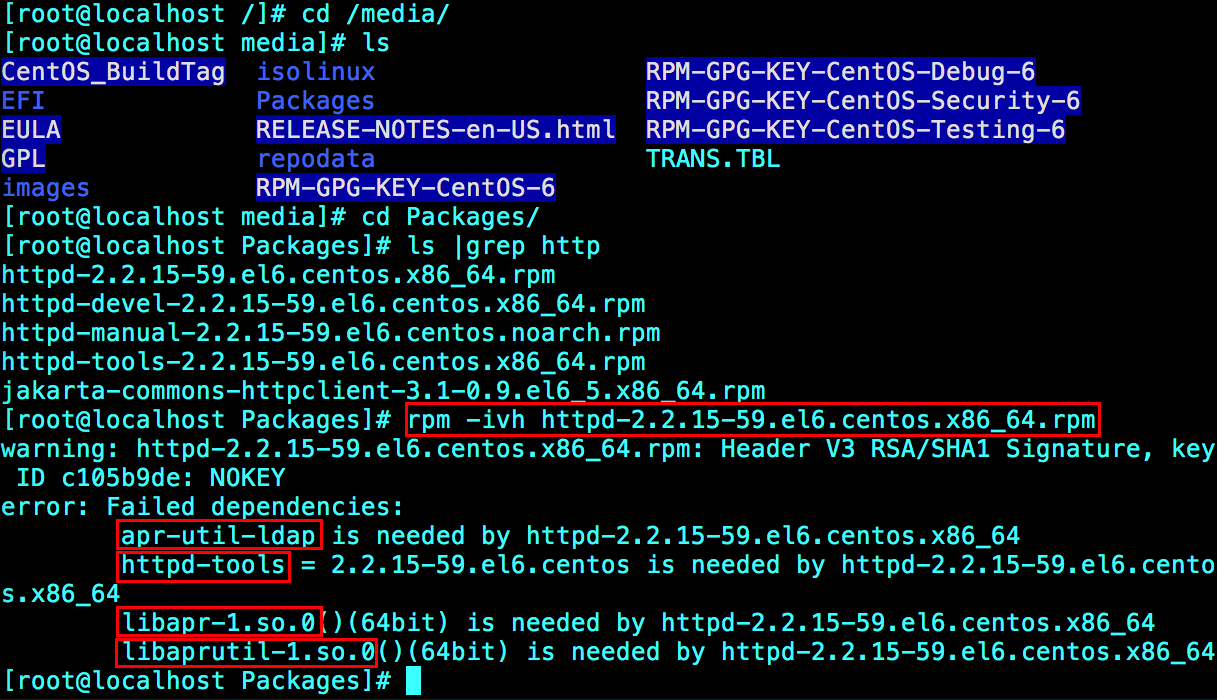 [root@localhost /]# cd /media/
[root@localhost media]# ls
CentOS_BuildTag  isolinux                 RPM-GPG-KEY-CentOS-Debug-6
EFI              Packages                 RPM-GPG-KEY-CentOS-Security-6
EULA             RELEASE-NOTES-en-US.html  RPM-GPG-KEY-CentOS-Testing-6
GPL              repodata                 TRANS.TBL
images           RPM-GPG-KEY-CentOS-6
[root@localhost media]# cd Packages/
[root@localhost Packages]# ls |grep http
httpd-2.2.15-59.el6.centos.x86_64.rpm
httpd-devel-2.2.15-59.el6.centos.x86_64.rpm
httpd-manual-2.2.15-59.el6.centos.noarch.rpm
httpd-tools-2.2.15-59.el6.centos.x86_64.rpm
jakarta-commons-httpclient-3.1-0.9.el6_5.x86_64.rpm
[root@localhost Packages]# rpm -ivh httpd-2.2.15-59.el6.centos.x86_64.rpm
warning: httpd-2.2.15-59.el6.centos.x86_64.rpm: Header V3 RSA/SHA1 Signature, key
 ID c105b9de: NOKEY
error: Failed dependencies:
        apr-util-ldap is needed by httpd-2.2.15-59.el6.centos.x86_64
        httpd-tools = 2.2.15-59.el6.centos is needed by httpd-2.2.15-59.el6.cento
s.x86_64
        libapr-1.so.0()(64bit) is needed by httpd-2.2.15-59.el6.centos.x86_64
        libaprutil-1.so.0()(64bit) is needed by httpd-2.2.15-59.el6.centos.x86_64
[root@localhost Packages]#